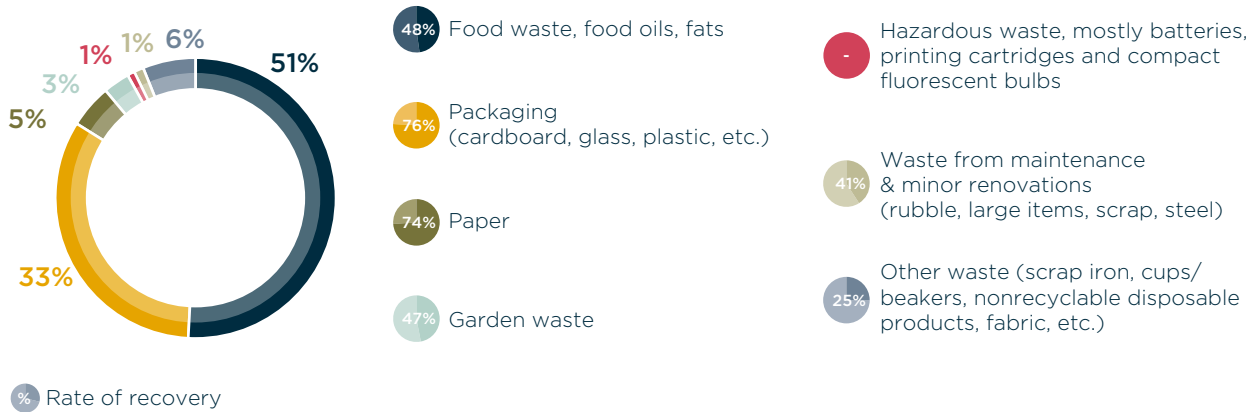 1%
1%
6%
3%
51%
5%
33%
48%
Food waste, food oils, fats
76%
Packaging
(cardboard, glass, plastic, etc.)
74%
Paper
47%
Garden waste
-
Hazardous waste, mostly batteries,
printing cartridges and compact
fluorescent bulbs
41%
Waste from maintenance
& minor renovations
(rubble, large items, scrap, steel)
25%
Other waste (scrap iron, cups/
beakers, nonrecyclable disposable
products, fabric, etc.)
%
Rate of recovery